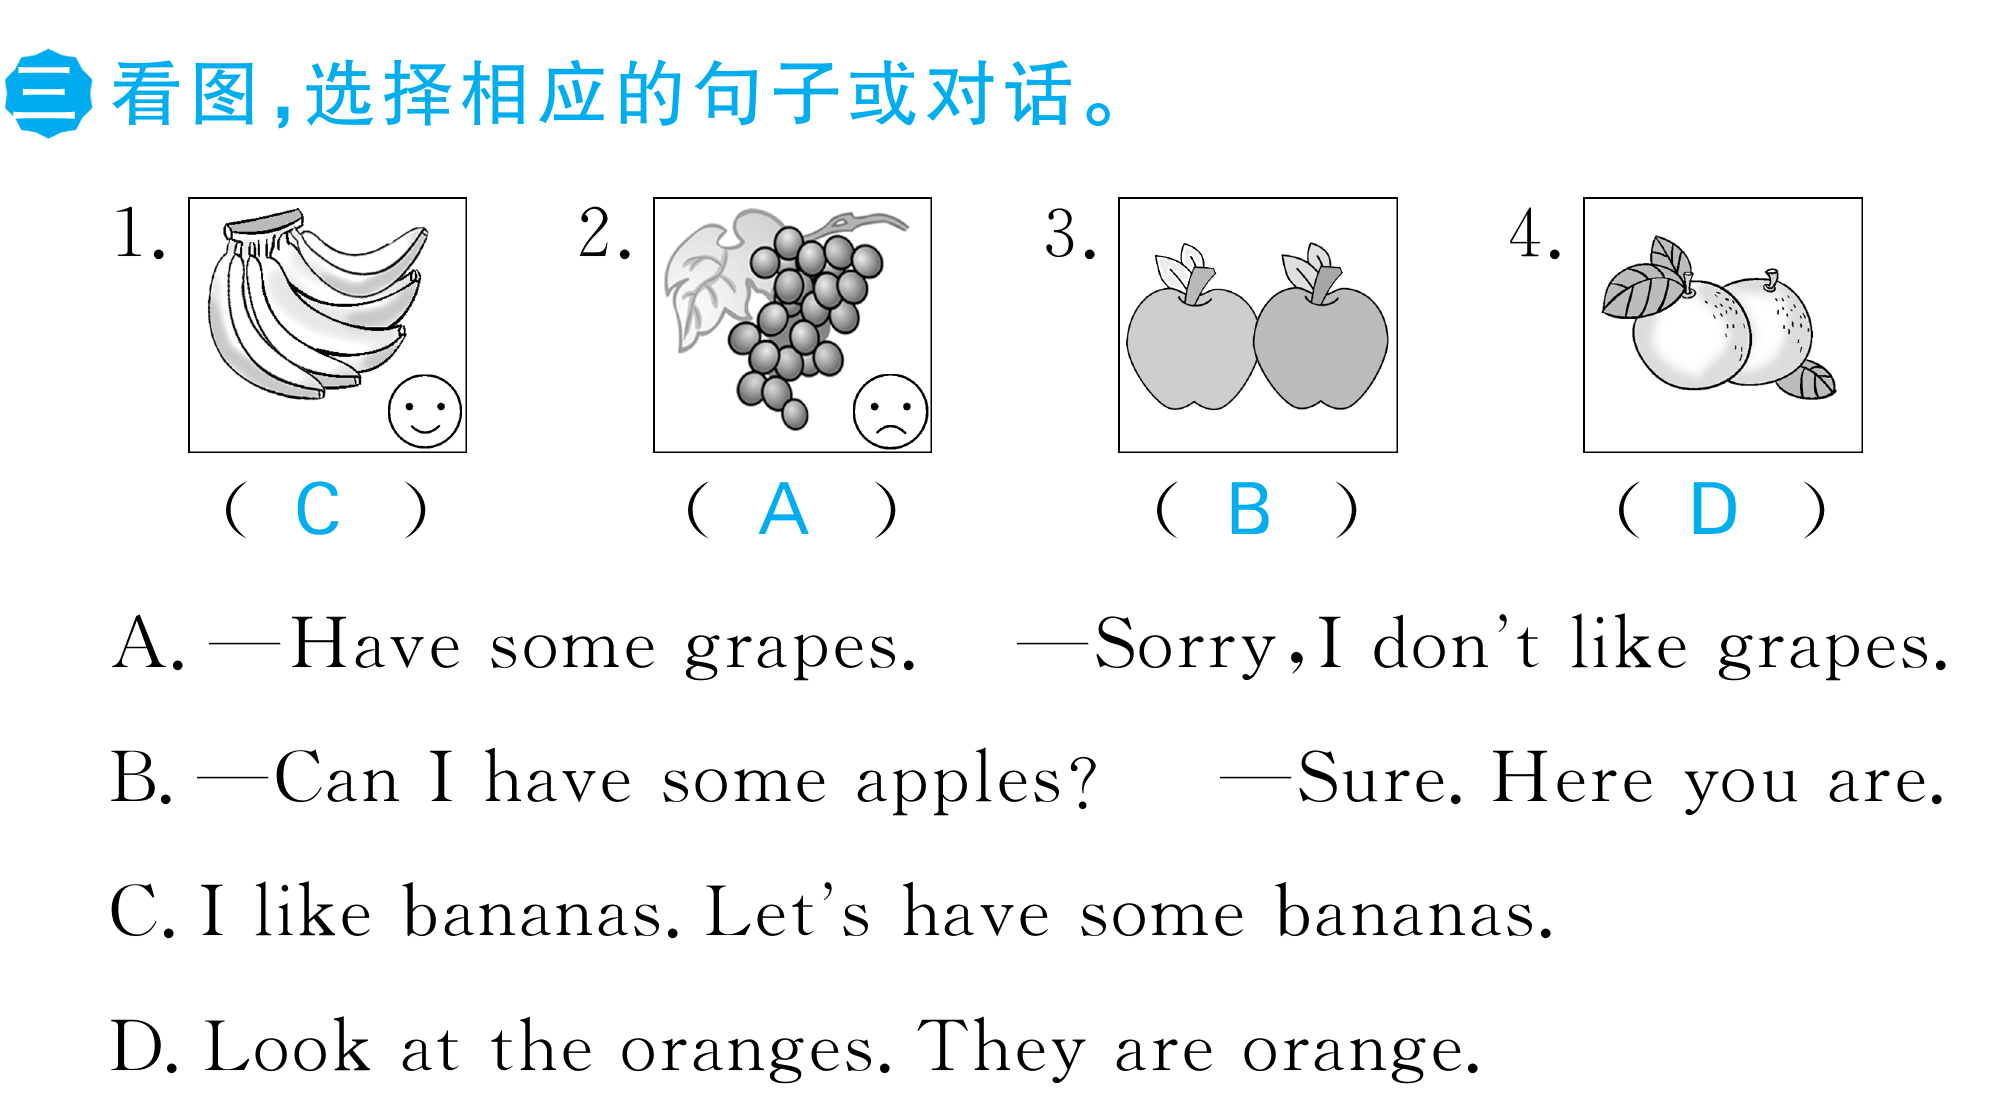 三 看图,选择相应的句子或对话。
1. 2. 3. 4.
( C ) ( A ) ( B ) ( D )
A. —Have some grapes. —Sorry,I don't like grapes.
B. —Can I have some apples? —Sure. Here you are.
C. I like bananas. Let's have some bananas.
D. Look at the oranges. They are orange.